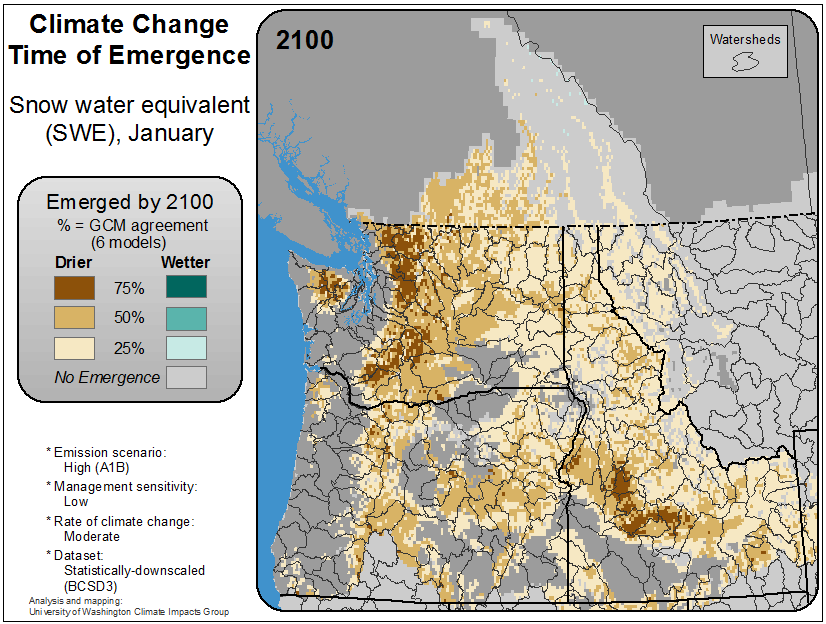 Climate Change
Time of Emergence
Snow water equivalent
(SWE), January
Emerged by 2100
% = GCM agreement
(6 models)
Drier Wetter
75%
50%
25%
No Emergence
* Emission scenario:
High (A1B)
* Management sensitivity:
Low
* Rate of climate change:
Moderate
* Dataset:
Statistically-downscaled
(BCSD3)
Analysis and mapping:
University of Washington Climate Impacts Group
2100
Watersheds